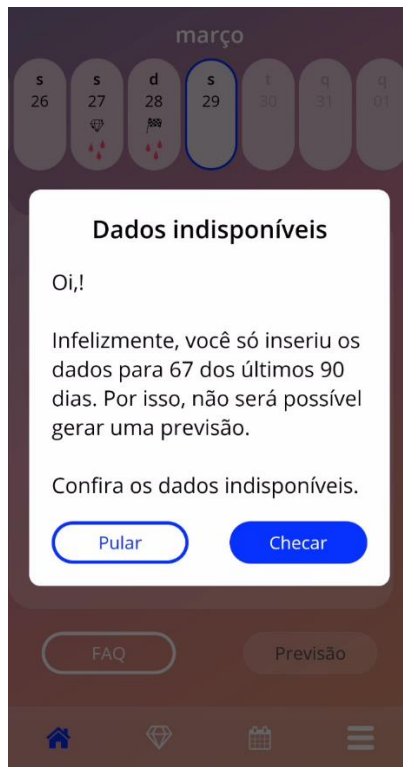 março
s s d s t q q
26 27 28 29 30 31 01
Dados indisponíveis
Oi,!
Infelizmente, você só inseriu os
dados para 67 dos últimos 90
dias. Por isso, não será possível
gerar uma previsão.
Confira os dados indisponíveis.
Pular Checar
FAQ Previsão